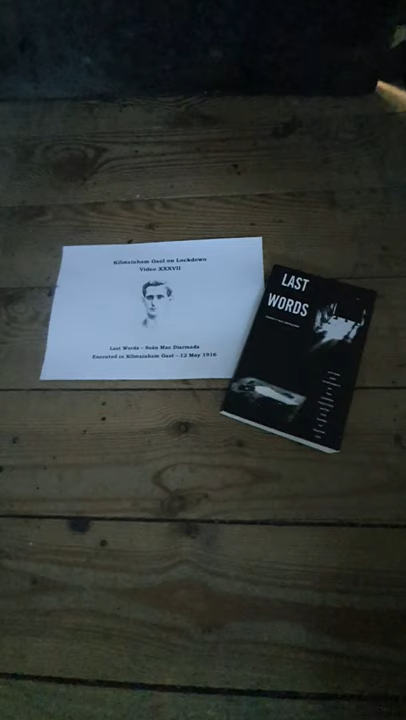 Kilmainham Gaol on Lockdown
Video XXXVII
Last Words – Seán Mac Diarmada
Executed in Kilmainham Gaol – 12 May 1916
LAST
WORDS